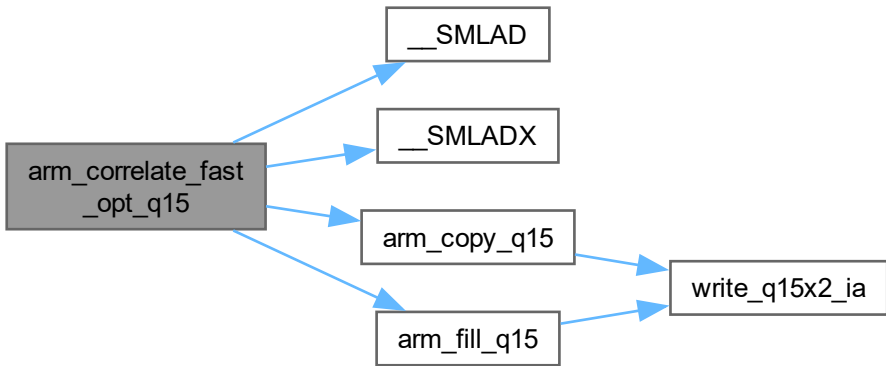 __SMLAD
__SMLADX
arm_correlate_fast
_opt_q15
arm_copy_q15
write_q15x2_ia
arm_fill_q15